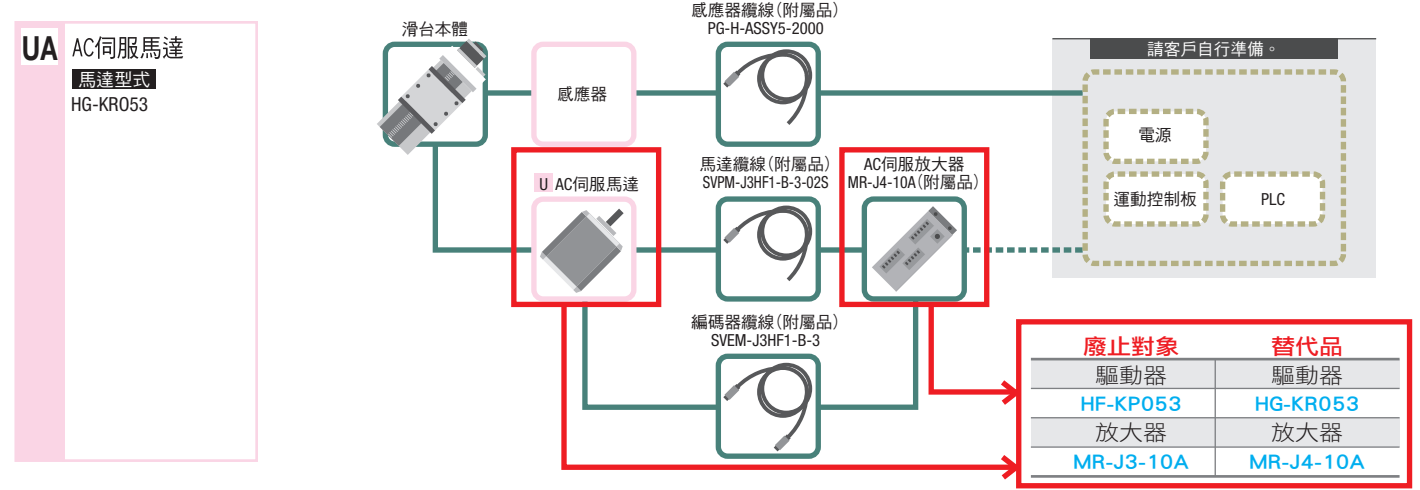 UA AC伺服馬達
馬達型式
HG-KR053
滑台本體
感應器
感應器纜線(附屬品)
PG-H-ASSY5-2000
請客戶自行準備。
電源
運動控制板
PLC
U AC伺服馬達
馬達纜線(附屬品)
SVPM-J3HF1-B-3-02S
AC伺服放大器
MR-J4-10A(附屬品)
編碼器纜線(附屬品)
SVEM-J3HF1-B-3
廢止對象 替代品
驅動器 驅動器
HF-KP053 HG-KR053
放大器 放大器
MR-J3-10A MR-J4-10A